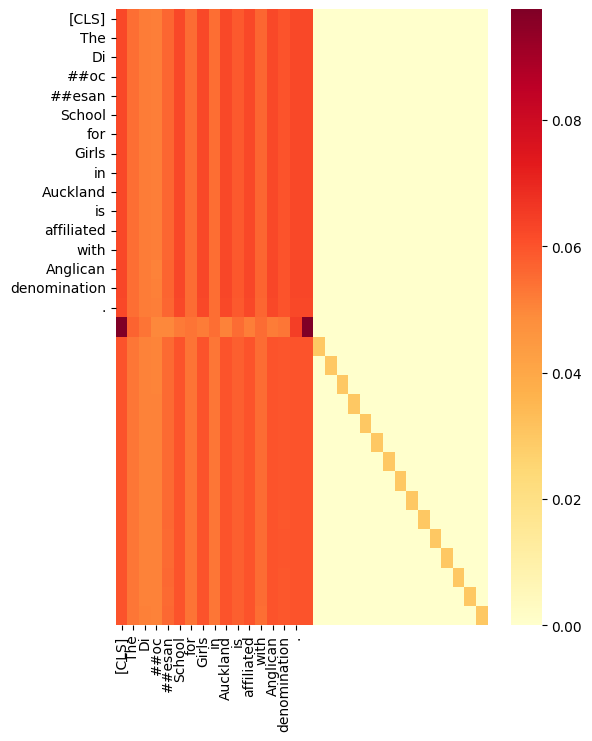 [CLS]
The
Di
##oc
##esan
School
for
Girls
in
Auckland
is
affiliated
with
Anglican
denomination
.
0.08
0.06
0.04
0.02
0.00
[CLS]
The
Di
##oc
##esan
School
for
Girls
in
Auckland
is
affiliated
with
Anglican
denomination
.